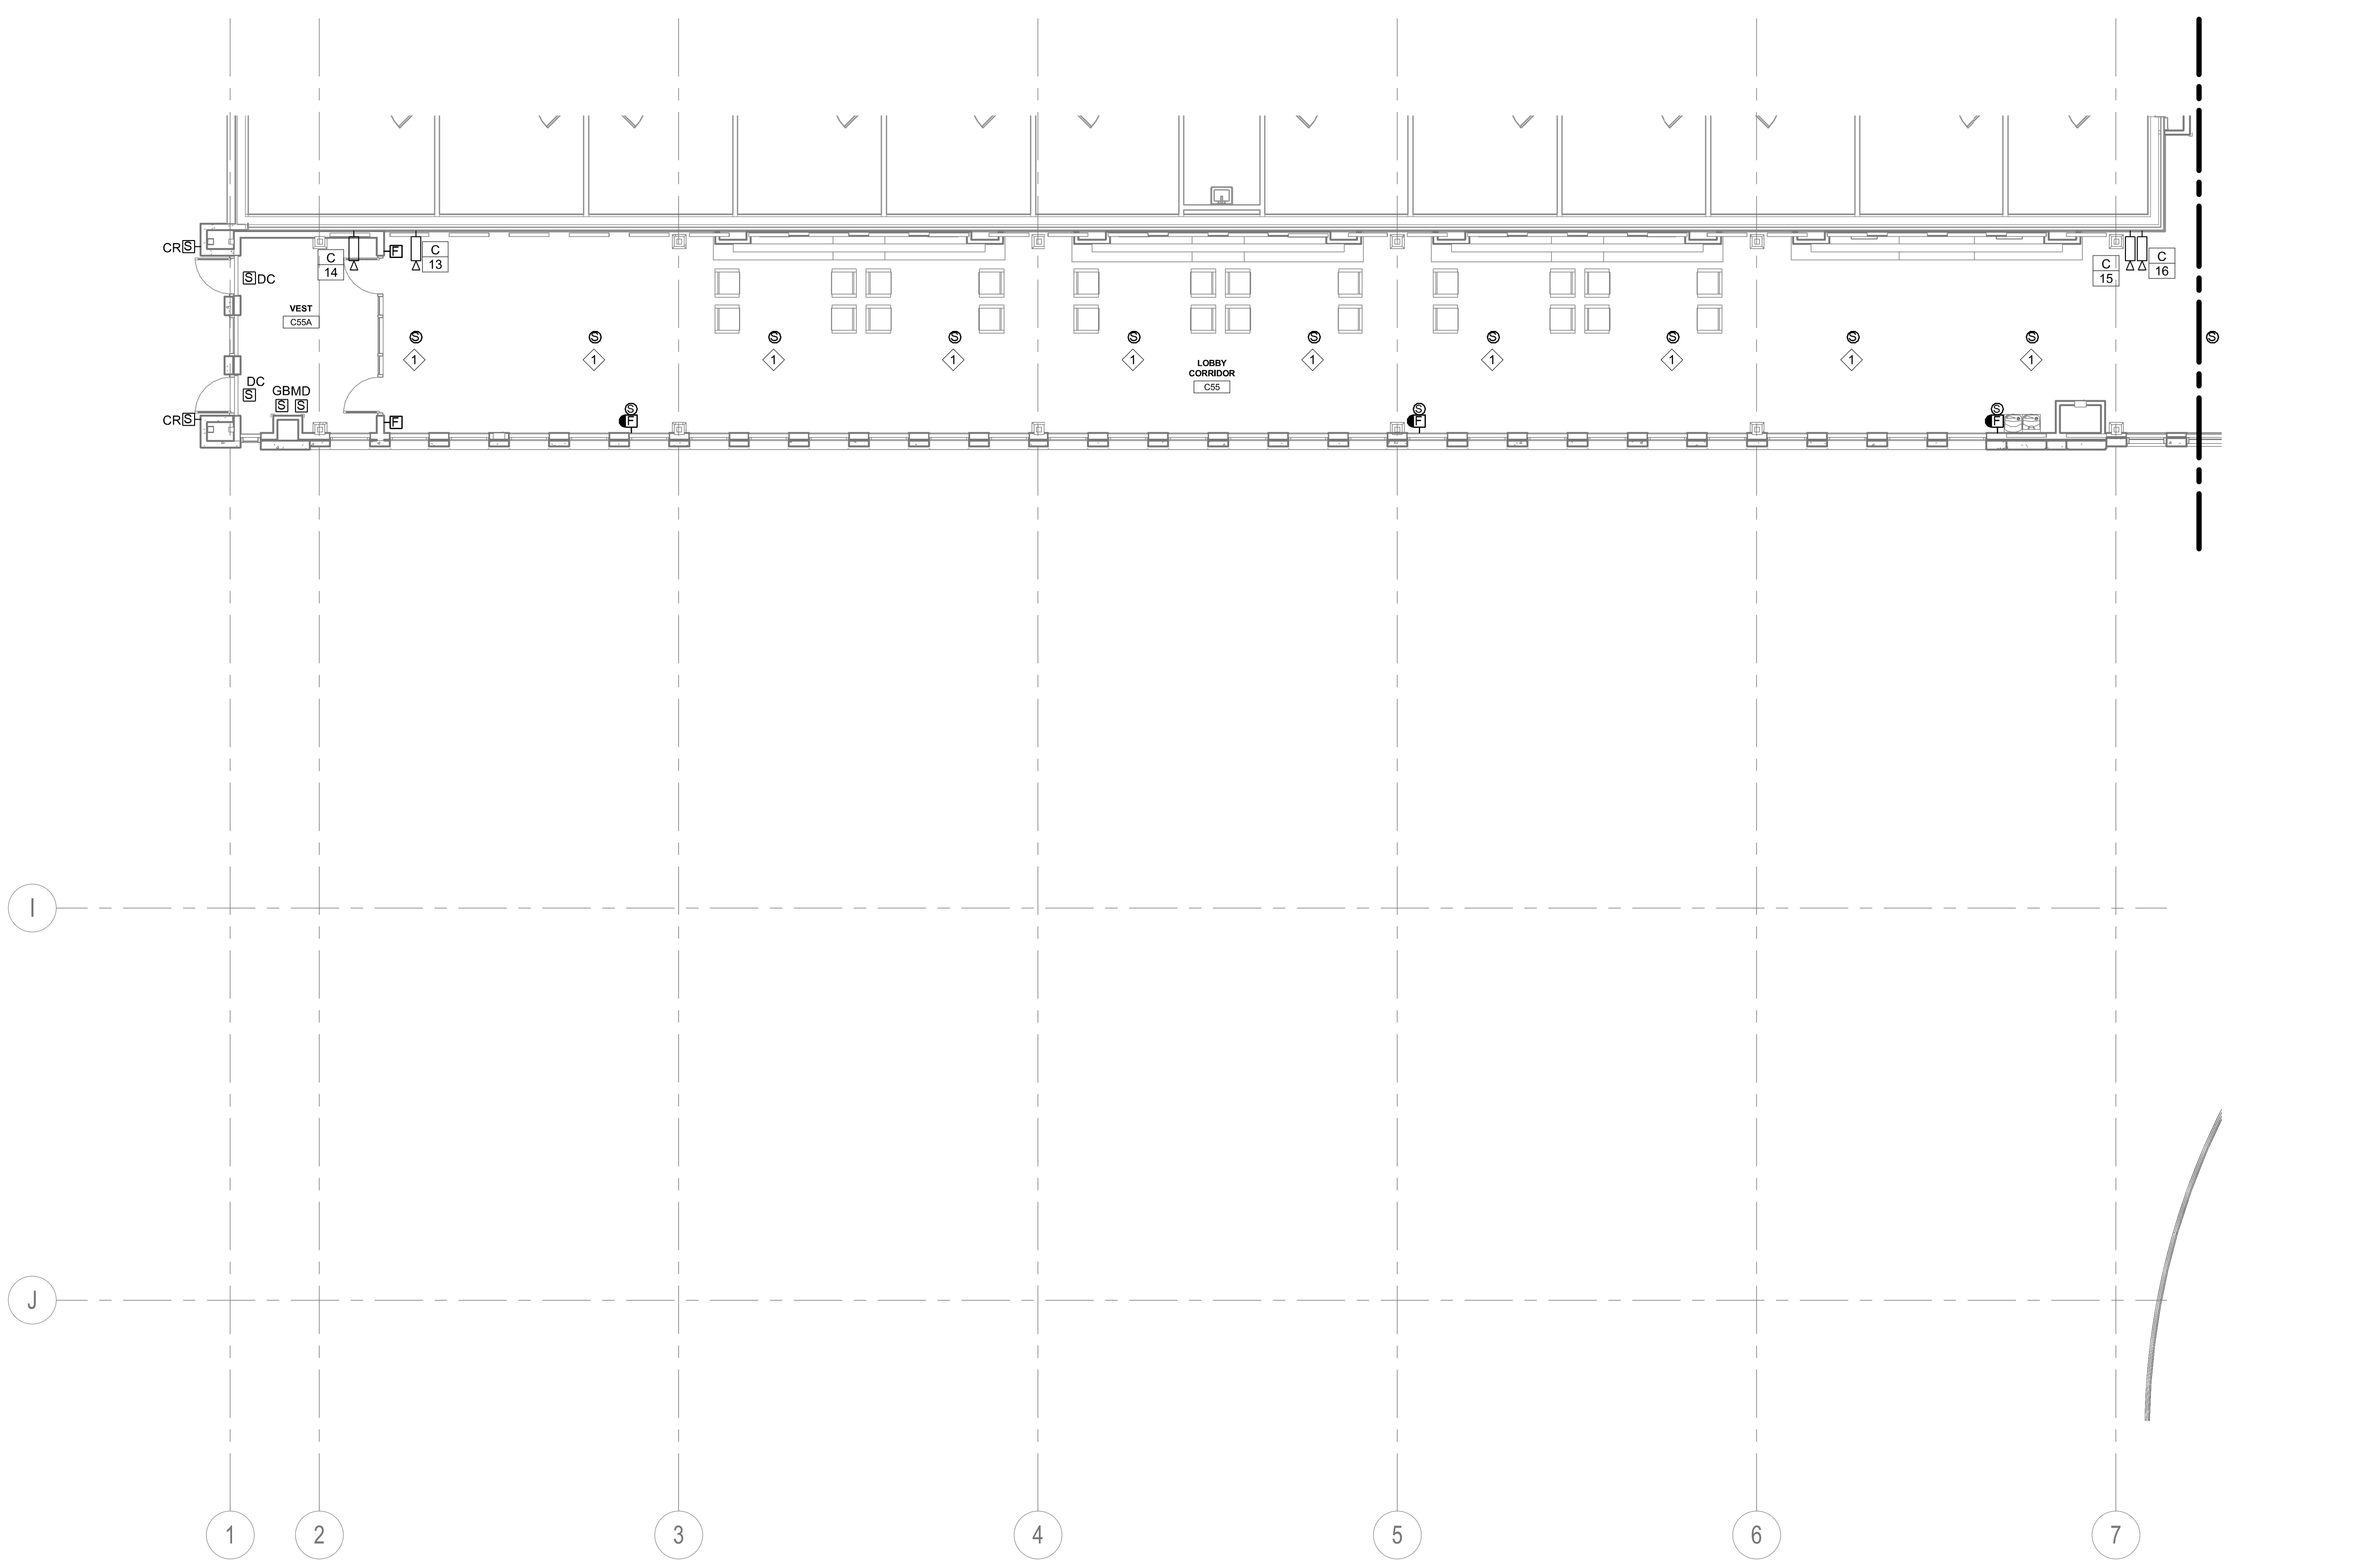 CR S
S DC
C
14
F
C
13
C
15
C
16
VEST
C55A
S S S S S S S S S S S
1 1 1 1 1 1 1 1 1 1
LOBBY
CORRIDOR
C55
DC
S
GBMD
S S
CR S
F
S
F
S
F
S
F
I
J
1 2 3 4 5 6 7